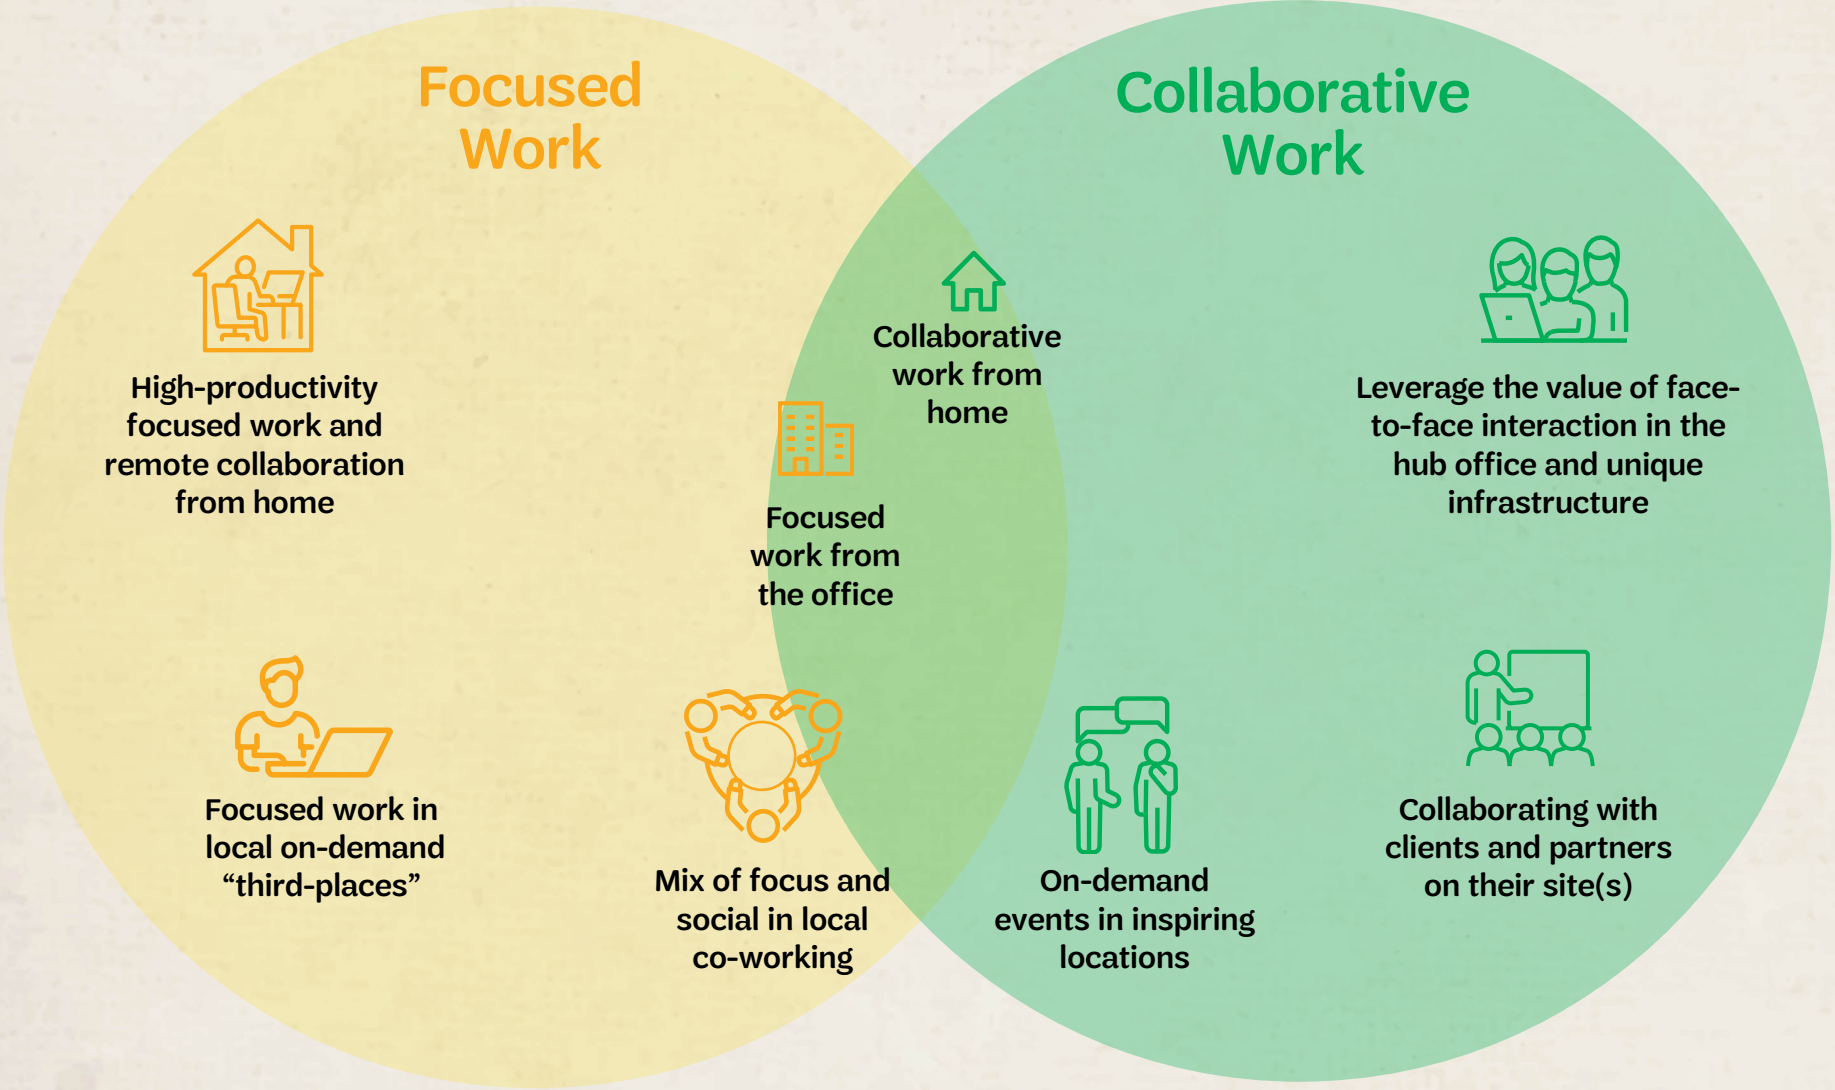 Focused
Work
Collaborative
Work
High-productivity
focused work and
remote collaboration
from home
Collaborative
work from
home
Focused
work from
the office
Leverage the value of face-
to-face interaction in the
hub office and unique
infrastructure
Focused work in
local on-demand
“third-places”
Mix of focus and
social in local
co-working
On-demand
events in inspiring
locations
Collaborating with
clients and partners
on their site(s)